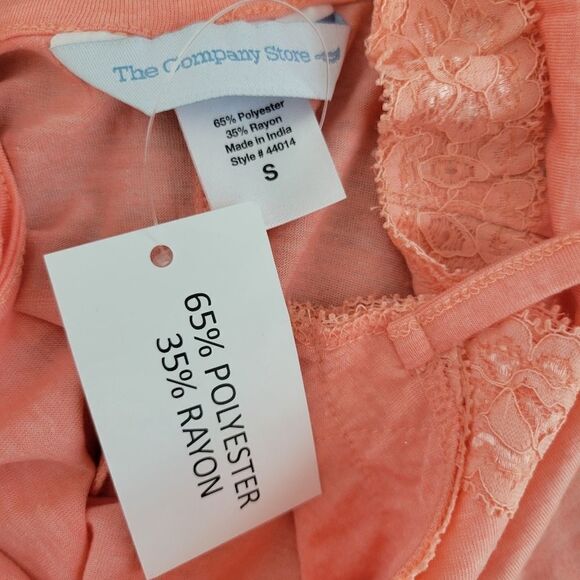 The Company Store
65% Polyester
35% Rayon
Made in India
Style # 44014
S
65% POLYESTER
35% RAYON